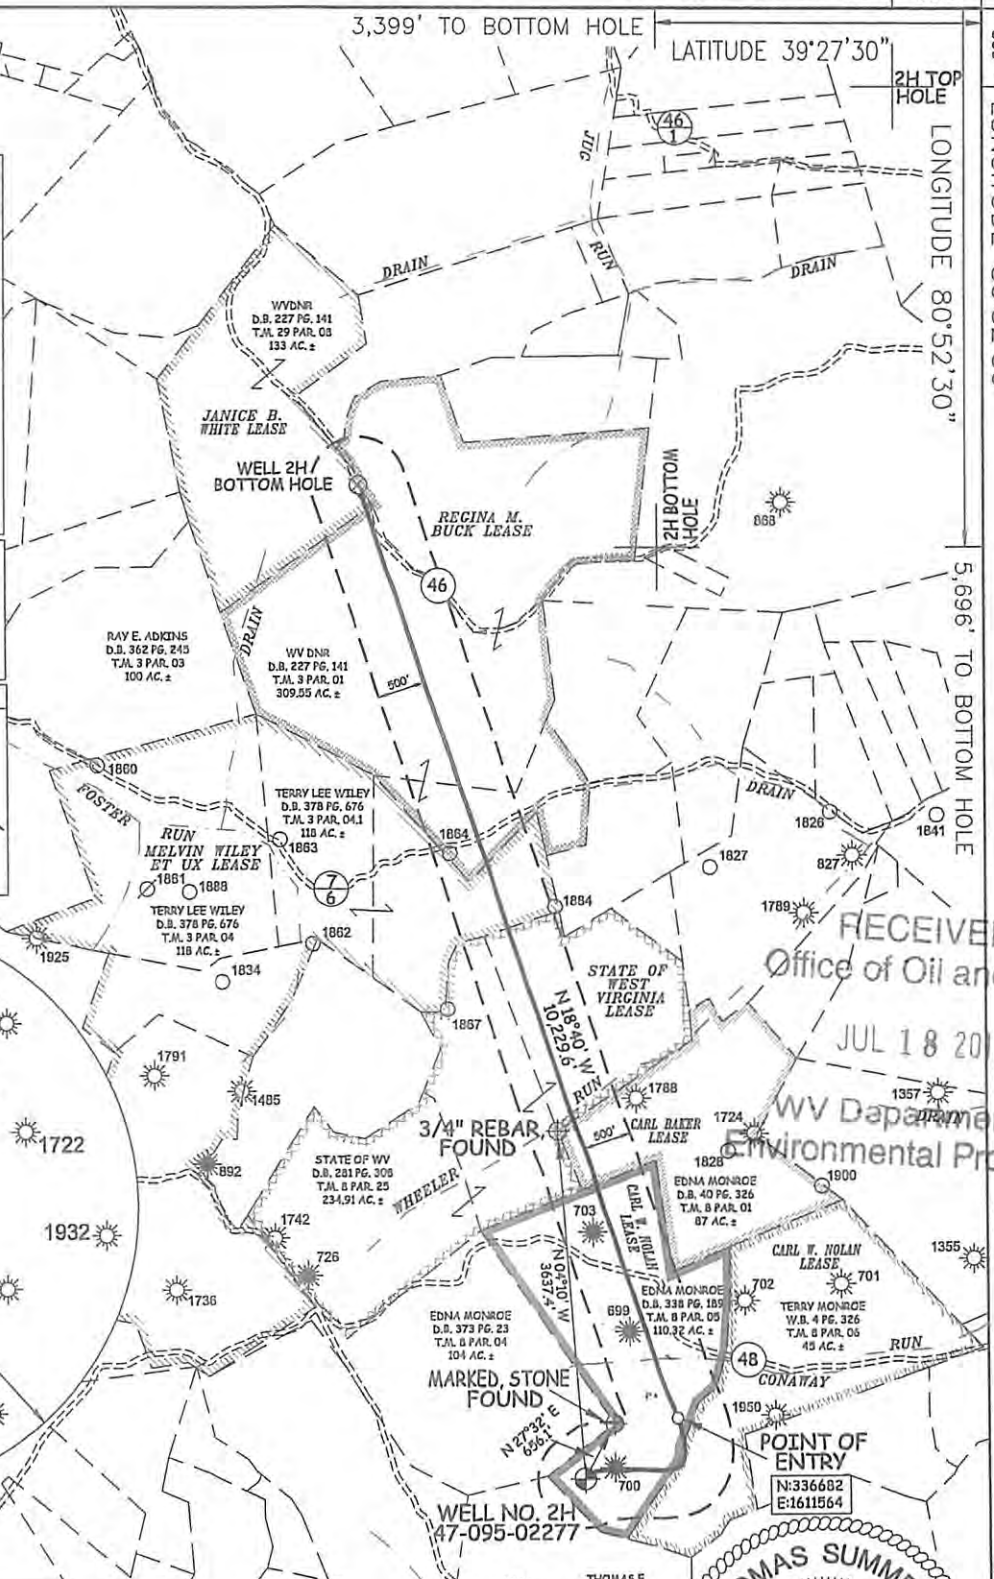 3,399' TO BOTTOM HOLE
LATITUDE 39°27'30"
2H TOP
HOLE
LONGITUDE 80°52'30"
46
1
JUG
RUN
DRAIN
DRAIN
WVDNR
D.B. 227 PG. 141
T.M. 29 PAR. 08
133 AC. ±
JANICE B.
WHITE LEASE
WELL 2H
BOTTOM HOLE
REGINA M.
BUCK LEASE
2H BOTTOM
HOLE
868
5,696' TO BOTTOM HOLE
46
DRAIN
RAY E. ADKINS
D.B. 362 PG. 245
T.M. 3 PAR. 03
100 AC. ±
WV DNR
D.B. 227 PG. 141
T.M. 3 PAR. 01
309.55 AC. ±
500'
1860
FOSTER
RUN
MELVIN WILEY
ET UX LEASE
TERRY LEE WILEY
D.B. 378 PG. 676
T.M. 3 PAR. 04.1
118 AC. ±
1863
1864
DRAIN
1826
1841
1827
827
7
6
1881
1888
TERRY LEE WILEY
D.B. 378 PG. 676
T.M. 3 PAR. 04
118 AC. ±
1884
1789
1925
1862
1834
RECEIVE
Office of Oil an
STATE OF
WEST
VIRGINIA
LEASE
N 18°40' W
10,229.6'
1867
JUL 18 20
1791
1485
RUN
1788
1357
DRAIN
WV Departme
Environmental Pro
1722
3/4" REBAR
FOUND
500'
CARL BAKER
LEASE
1724
1828
892
STATE OF WV
D.B. 281 PG. 308
T.M. 8 PAR. 25
234.91 AC. ±
WHEELER
EDNA MONROE
D.B. 40 PG. 326
T.M. 8 PAR. 01
87 AC. ±
1900
1932
1742
703
CARL W. NOLAN
LEASE
CARL W. NOLAN
LEASE
1355
726
N 04°10' W
3637.4'
1736
702
701
EDNA MONROE
D.B. 338 PG. 189
T.M. 8 PAR. 05
110.32 AC. ±
TERRY MONROE
W.B. 4 PG. 326
T.M. 8 PAR. 06
45 AC. ±
EDNA MONROE
D.B. 373 PG. 23
T.M. 8 PAR. 04
104 AC. ±
699
48
RUN
CONAWAY
MARKED, STONE
FOUND
N 27°32' E
656.1'
1950
POINT OF
ENTRY
N:336682
E:1611564
700
WELL NO. 2H
47-095-02277
OMAS SUMME